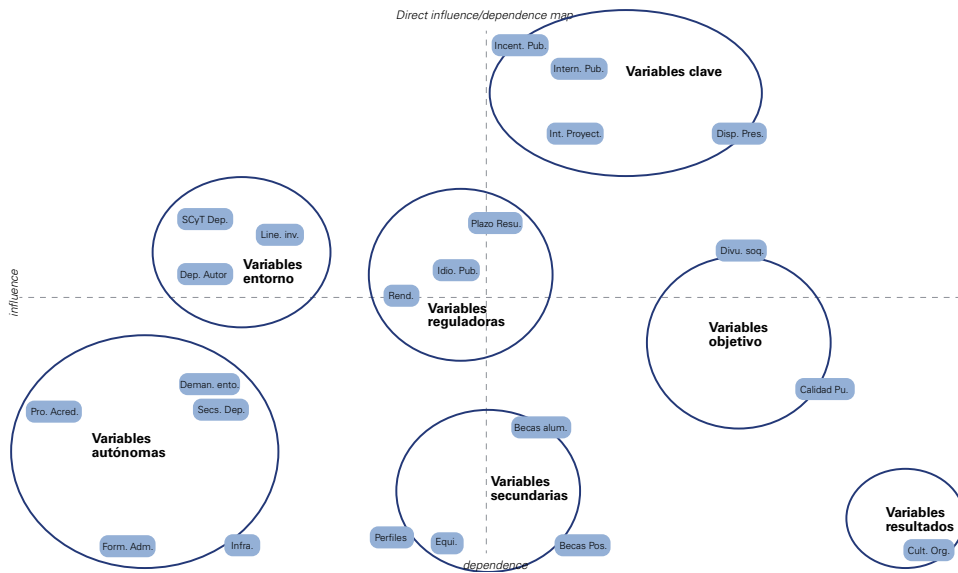 Direct influence/dependence map
Incent. Pub.
Intern. Pub.
Variables clave
Int. Proyect.
Disp. Pres.
SCyT Dep.
Line. inv.
Dep. Autor
Variables
entorno
Plazo Resu.
Idio. Pub.
Rend.
Variables
reguladoras
Divu. soq.
Variables
objetivo
Calidad Pu.
influence
Deman. ento.
Secs. Dep.
Pro. Acred.
Variables
autónomas
Form. Adm.
Infra.
Becas alum.
Variables
secundarias
Perfiles
Equi.
Becas Pos.
dependence
Variables
resultados
Cult. Org.